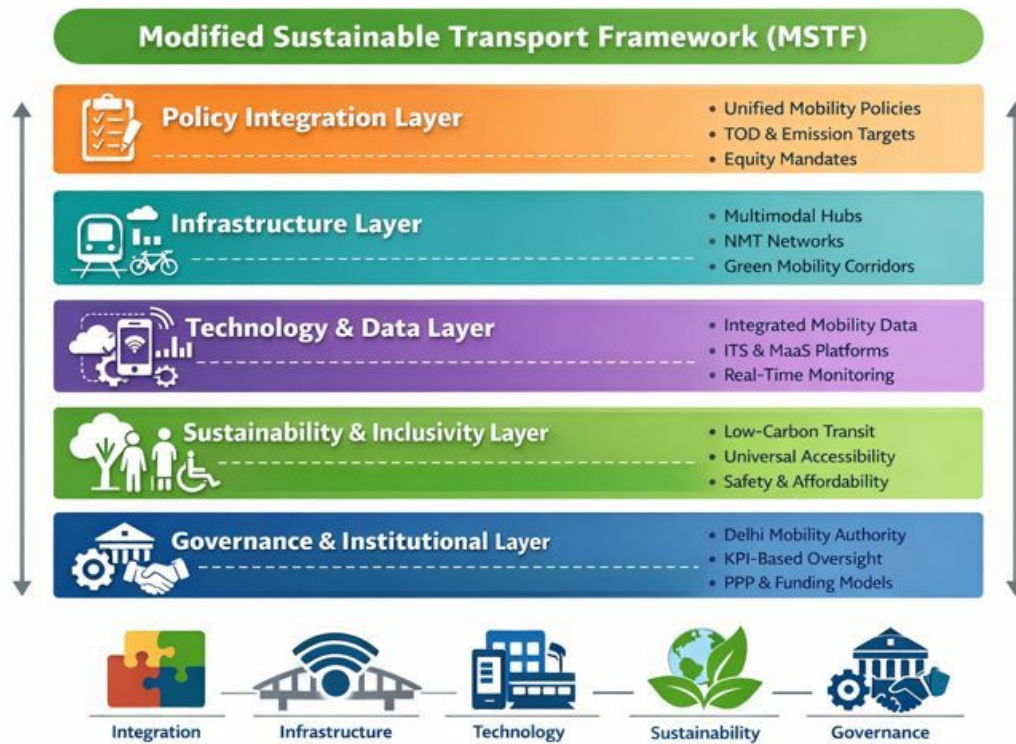 Modified Sustainable Transport Framework (MSTF)
Policy Integration Layer
• Unified Mobility Policies
• TOD & Emission Targets
• Equity Mandates
Infrastructure Layer
• Multimodal Hubs
• NMT Networks
• Green Mobility Corridors
Technology & Data Layer
• Integrated Mobility Data
• ITS & MaaS Platforms
• Real-Time Monitoring
Sustainability & Inclusivity Layer
• Low-Carbon Transit
• Universal Accessibility
• Safety & Affordability
Governance & Institutional Layer
• Delhi Mobility Authority
• KPI-Based Oversight
• PPP & Funding Models
Integration
Infrastructure
Technology
Sustainability
Governance